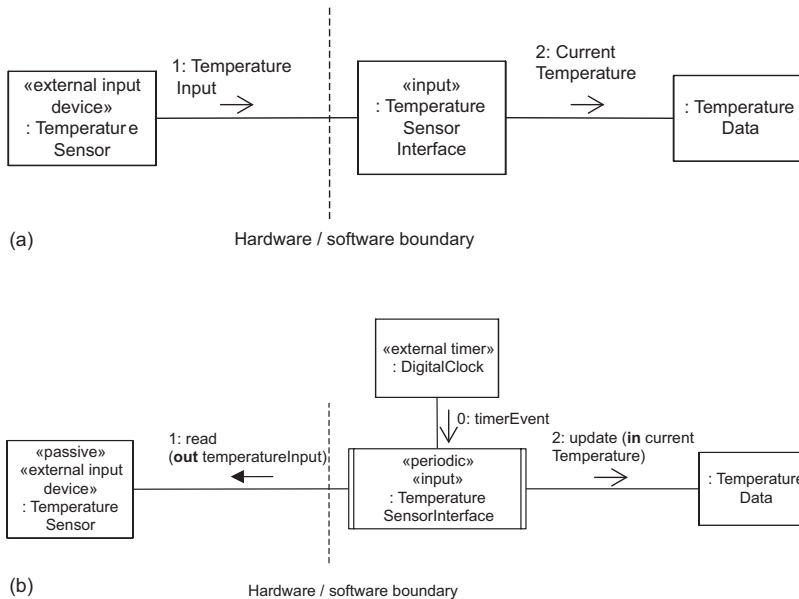 1: Temperature
Input
2: Current
Temperature
«external input
device»
: Temperature
Sensor
«input»
: Temperature
Sensor
Interface
: Temperature
Data
(a)
Hardware / software boundary
«external timer»
: DigitalClock
0: timerEvent
1: read
(out temperatureInput)
2: update (in current
Temperature)
«passive»
«external input
device»
: Temperature
Sensor
«periodic»
«input»
: Temperature
SensorInterface
: Temperature
Data
(b)
Hardware / software boundary